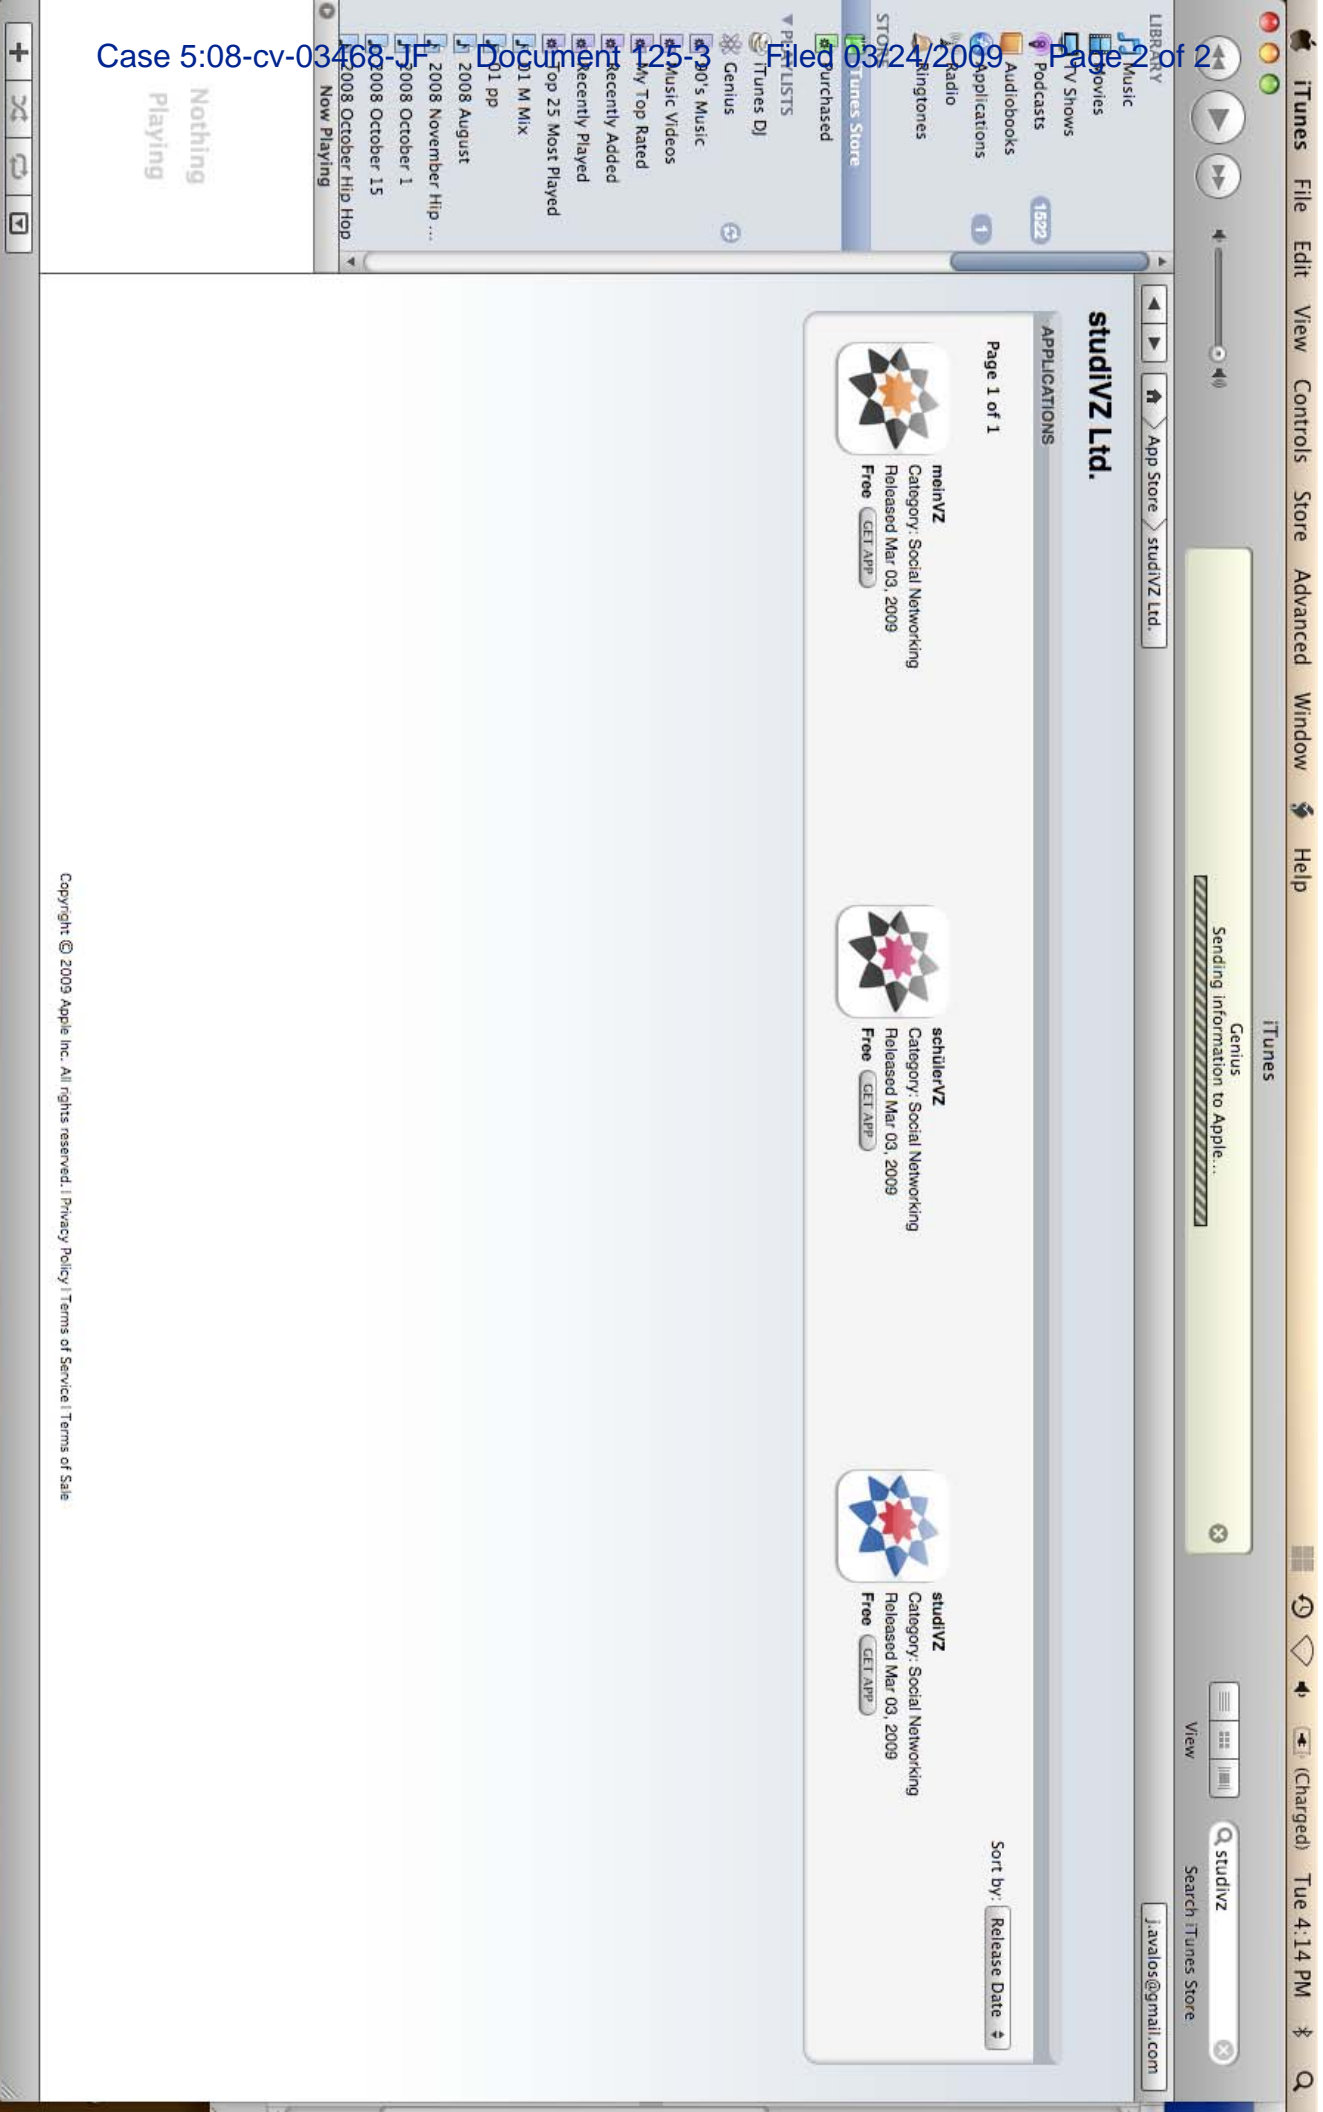 Case 5:08-cv-03468-JF Document 125-3 Filed 03/24/2009 Page 2 of 2
iTunes File Edit View Controls Store Advanced Window Help (Charged) Tue 4:14 PM
iTunes
Genius
Sending information to Apple...
studivz
View
Search iTunes Store
App Store
studiVZ Ltd.
j.avalos@gmail.com
LIBRARY
Music
Movies
TV Shows
Podcasts 1522
Audiobooks
Applications 1
Radio
Ringtones
STORE
iTunes Store
Purchased
PLAYLISTS
iTunes DJ
Genius
90's Music
Music Videos
My Top Rated
Recently Added
Recently Played
Top 25 Most Played
01 M Mix
01 pp
2008 August
2008 November Hip ...
2008 October 1
2008 October 15
2008 October Hip Hop
Now Playing
Nothing
Playing
studiVZ Ltd.
APPLICATIONS
Page 1 of 1
Sort by: Release Date
meinVZ
Category: Social Networking
Released Mar 03, 2009
Free GET APP
schülerVZ
Category: Social Networking
Released Mar 03, 2009
Free GET APP
studiVZ
Category: Social Networking
Released Mar 03, 2009
Free GET APP
Copyright © 2009 Apple Inc. All rights reserved. | Privacy Policy | Terms of Service | Terms of Sale